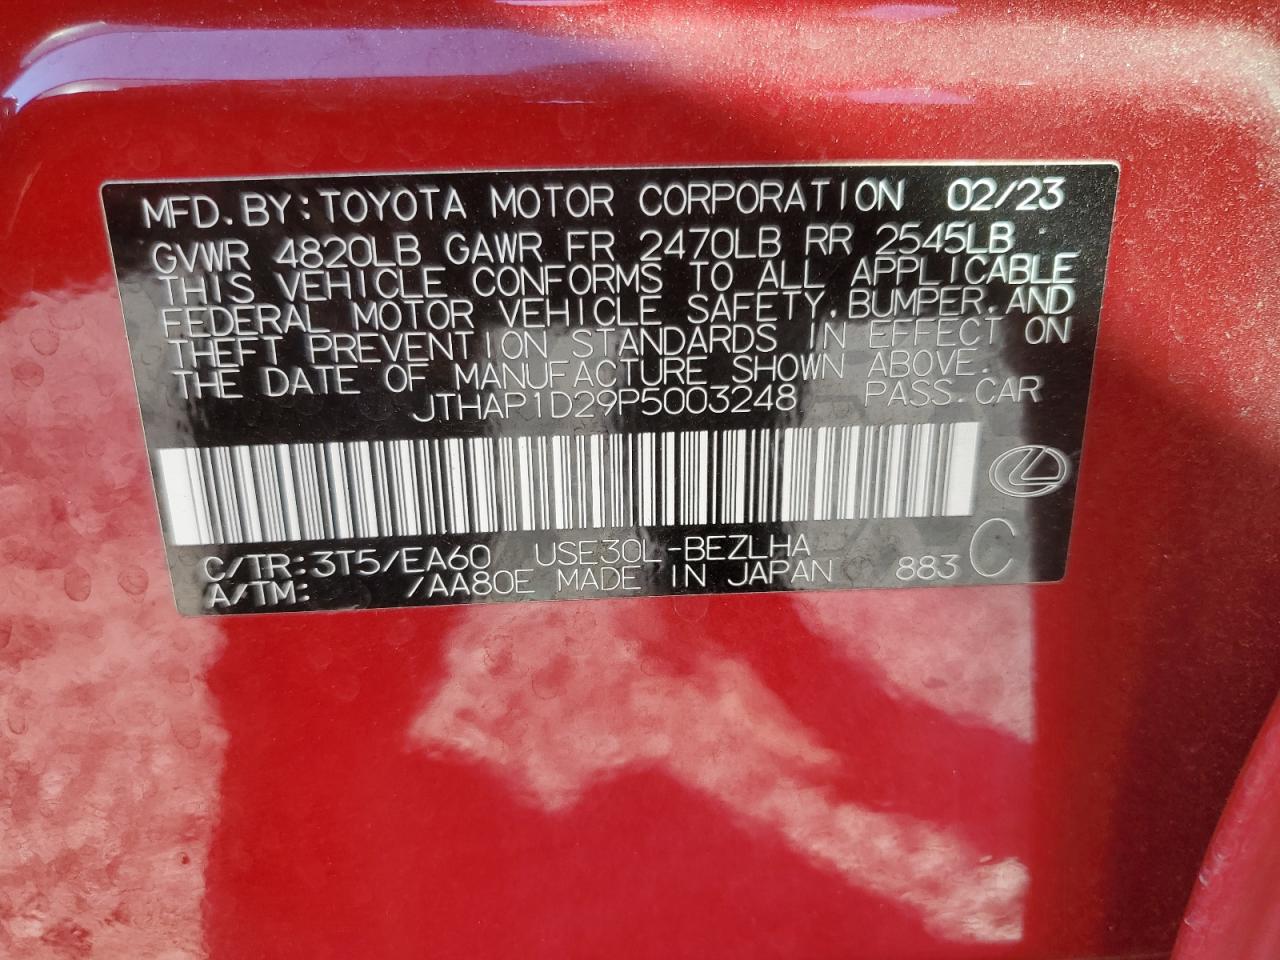 MFD. BY: TOYOTA MOTOR CORPORATION 02/23
GVWR 4820LB GAWR FR 2470LB RR 2545LB
THIS VEHICLE CONFORMS TO ALL APPLICABLE
FEDERAL MOTOR VEHICLE SAFETY, BUMPER, AND
THEFT PREVENTION STANDARDS IN EFFECT ON
THE DATE OF MANUFACTURE SHOWN ABOVE.
JTHAP1D29P5003248 PASS. CAR
C/TR: 3T5/EA60 USE30L-BEZLHA
A/TM: /AA80E MADE IN JAPAN 883 C